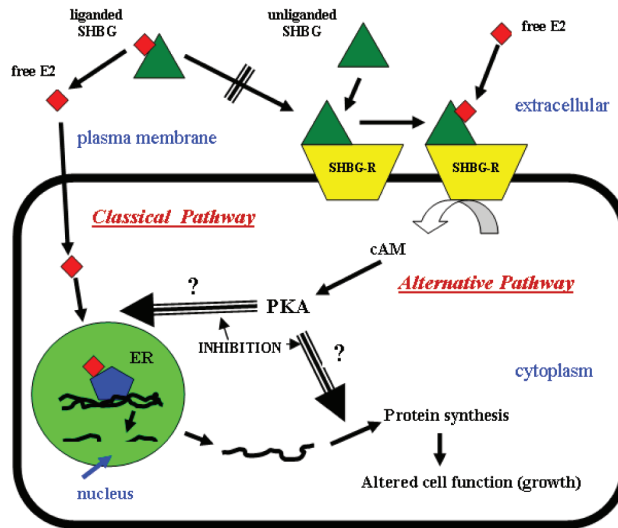 liganded
SHBG
unliganded
SHBG
free E2
free E2
extracellular
plasma membrane
SHBG-R
SHBG-R
Classical Pathway
cAM
Alternative Pathway
?
PKA
INHIBITION
?
ER
cytoplasm
Protein synthesis
nucleus
Altered cell function (growth)